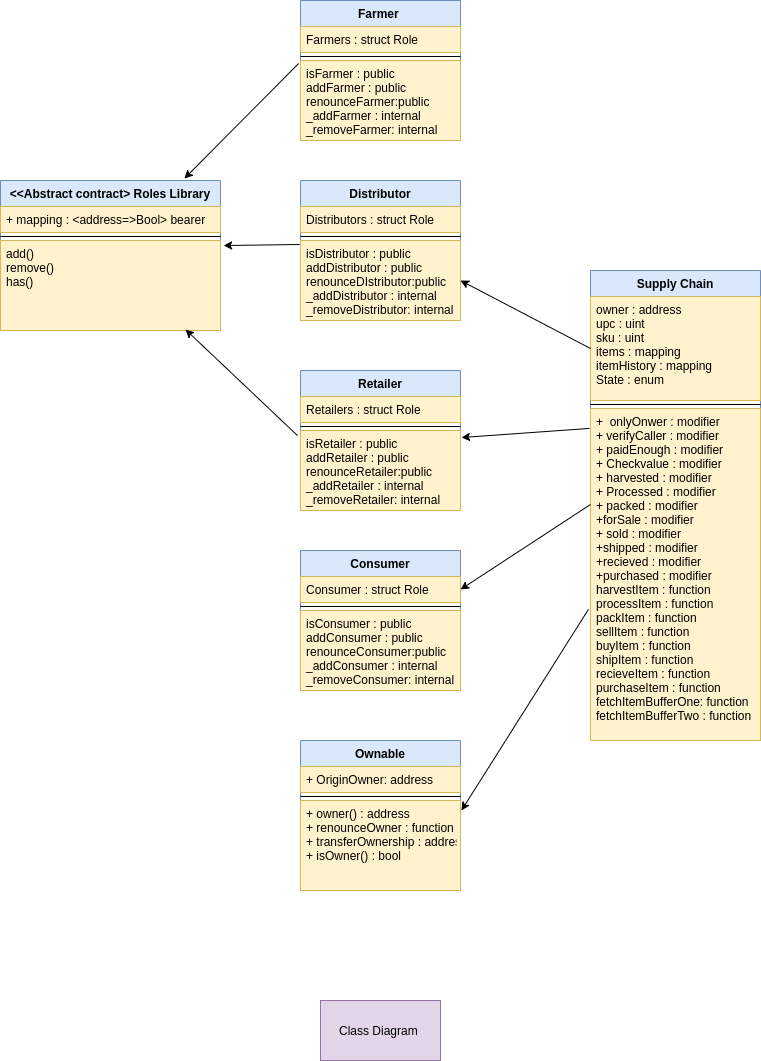 Farmer
Farmers : struct Role
isFarmer : public
addFarmer : public
renounceFarmer:public
_addFarmer : internal
_removeFarmer: internal
<<Abstract contract> Roles Library
+ mapping : <address=>Bool> bearer
add()
remove()
has()
Distributor
Distributors : struct Role
isDistributor : public
addDistributor : public
renounceDIstributor:public
_addDistributor : internal
_removeDistributor: internal
Supply Chain
owner : address
upc : uint
sku : uint
items : mapping
itemHistory : mapping
State : enum
+  onlyOnwer : modifier
+ verifyCaller : modifier
+ paidEnough : modifier
+ Checkvalue : modifier
+ harvested : modifier
+ Processed : modifier
+ packed : modifier
+forSale : modifier
+ sold : modifier
+shipped : modifier
+recieved : modifier
+purchased : modifier
harvestItem : function
processItem : function
packItem : function
sellItem : function
buyItem : function
shipItem : function
recieveItem : function
purchaseItem : function
fetchItemBufferOne: function
fetchItemBufferTwo : function
Retailer
Retailers : struct Role
isRetailer : public
addRetailer : public
renounceRetailer:public
_addRetailer : internal
_removeRetailer: internal
Consumer
Consumer : struct Role
isConsumer : public
addConsumer : public
renounceConsumer:public
_addConsumer : internal
_removeConsumer: internal
Ownable
+ OriginOwner: address
+ owner() : address
+ renounceOwner : function
+ transferOwnership : addre
+ isOwner() : bool
Class Diagram